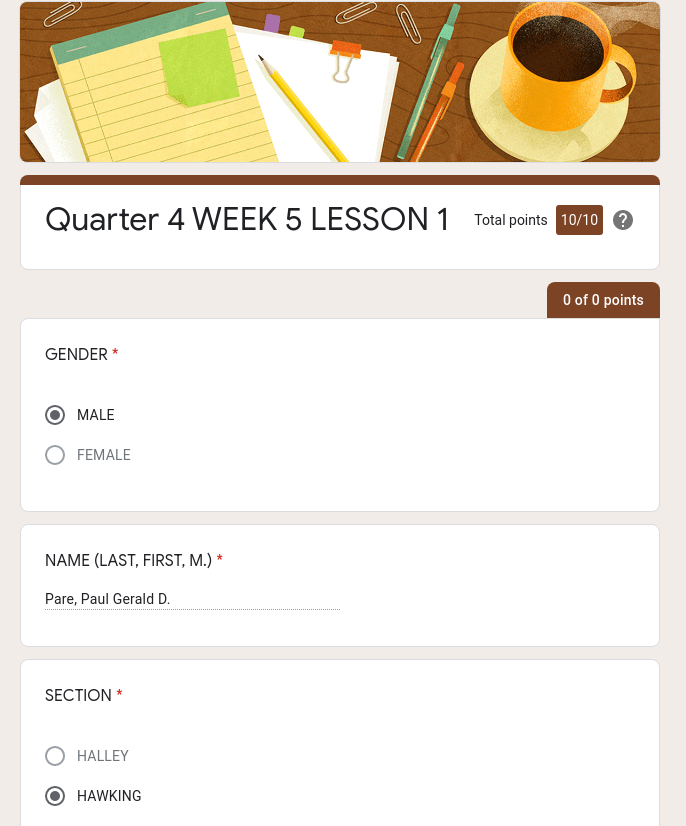 Quarter 4 WEEK 5 LESSON 1
Total points 10/10 ?
0 of 0 points
GENDER *
MALE
FEMALE
NAME (LAST, FIRST, M.) *
Pare, Paul Gerald D.
SECTION *
HALLEY
HAWKING